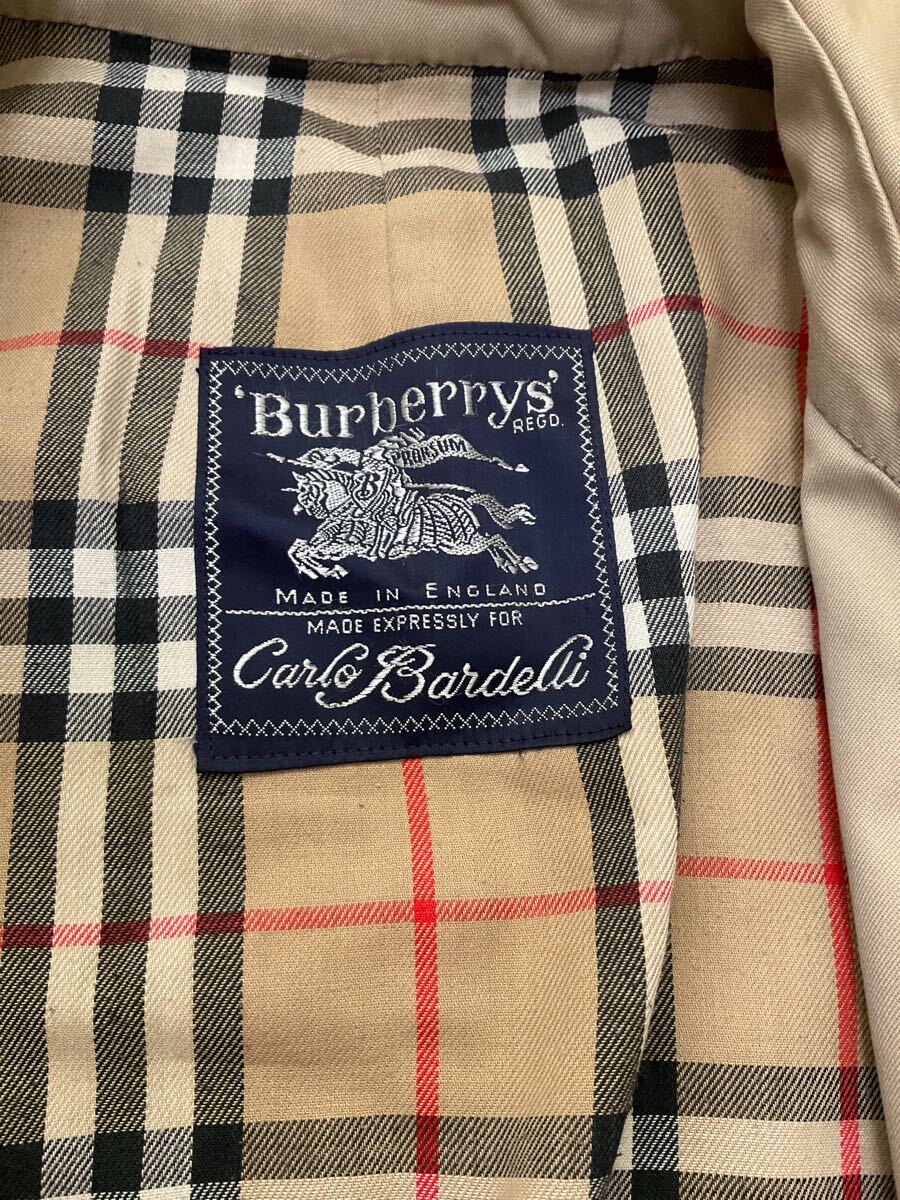 'Burberrys'
REGD.
PRORSUM
B
MADE IN ENGLAND
MADE EXPRESSLY FOR
Carlo Bardelli